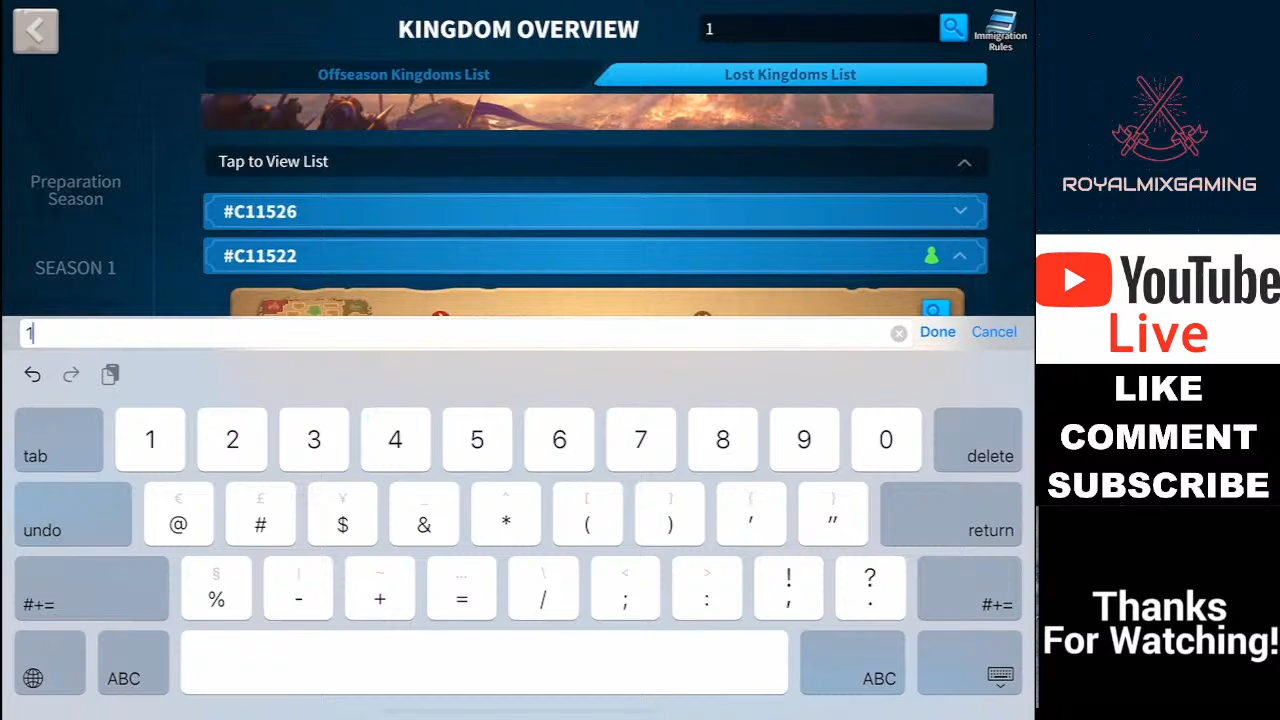 KINGDOM OVERVIEW
1
Immigration
Rules
Offseason Kingdoms List
Lost Kingdoms List
Tap to View List
Preparation
Season
#C11526
#C11522
SEASON 1
1
Done
Cancel
tab
1
2
3
4
5
6
7
8
9
0
delete
undo
€
@
£
#
¥
$
_
&
^
*
[
(
]
)
{
'
}
"
return
#+=
§
%
|
-
~
+
...
=
\
/
<
;
>
:
!
,
?
.
#+=
ABC
ABC
ROYALMIXGAMING
YouTube
Live
LIKE
COMMENT
SUBSCRIBE
Thanks
For Watching!